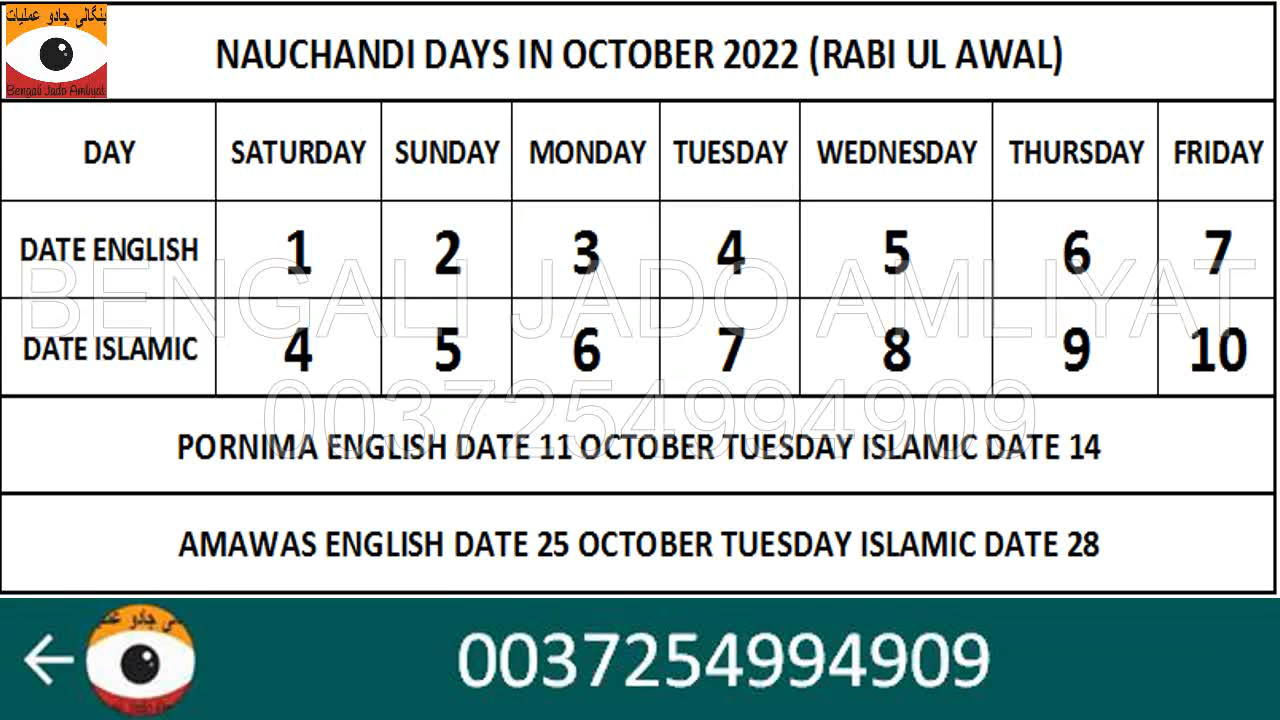 بنگالی جادو عملیات
Bengali Jado Amliyat
NAUCHANDI DAYS IN OCTOBER 2022 (RABI UL AWAL)
DAY SATURDAY SUNDAY MONDAY TUESDAY WEDNESDAY THURSDAY FRIDAY
DATE ENGLISH 1 2 3 4 5 6 7
BENGALI JADO AMLIYAT
DATE ISLAMIC 4 5 6 7 8 9 10
0037254994909
PORNIMA ENGLISH DATE 11 OCTOBER TUESDAY ISLAMIC DATE 14
AMAWAS ENGLISH DATE 25 OCTOBER TUESDAY ISLAMIC DATE 28
0037254994909